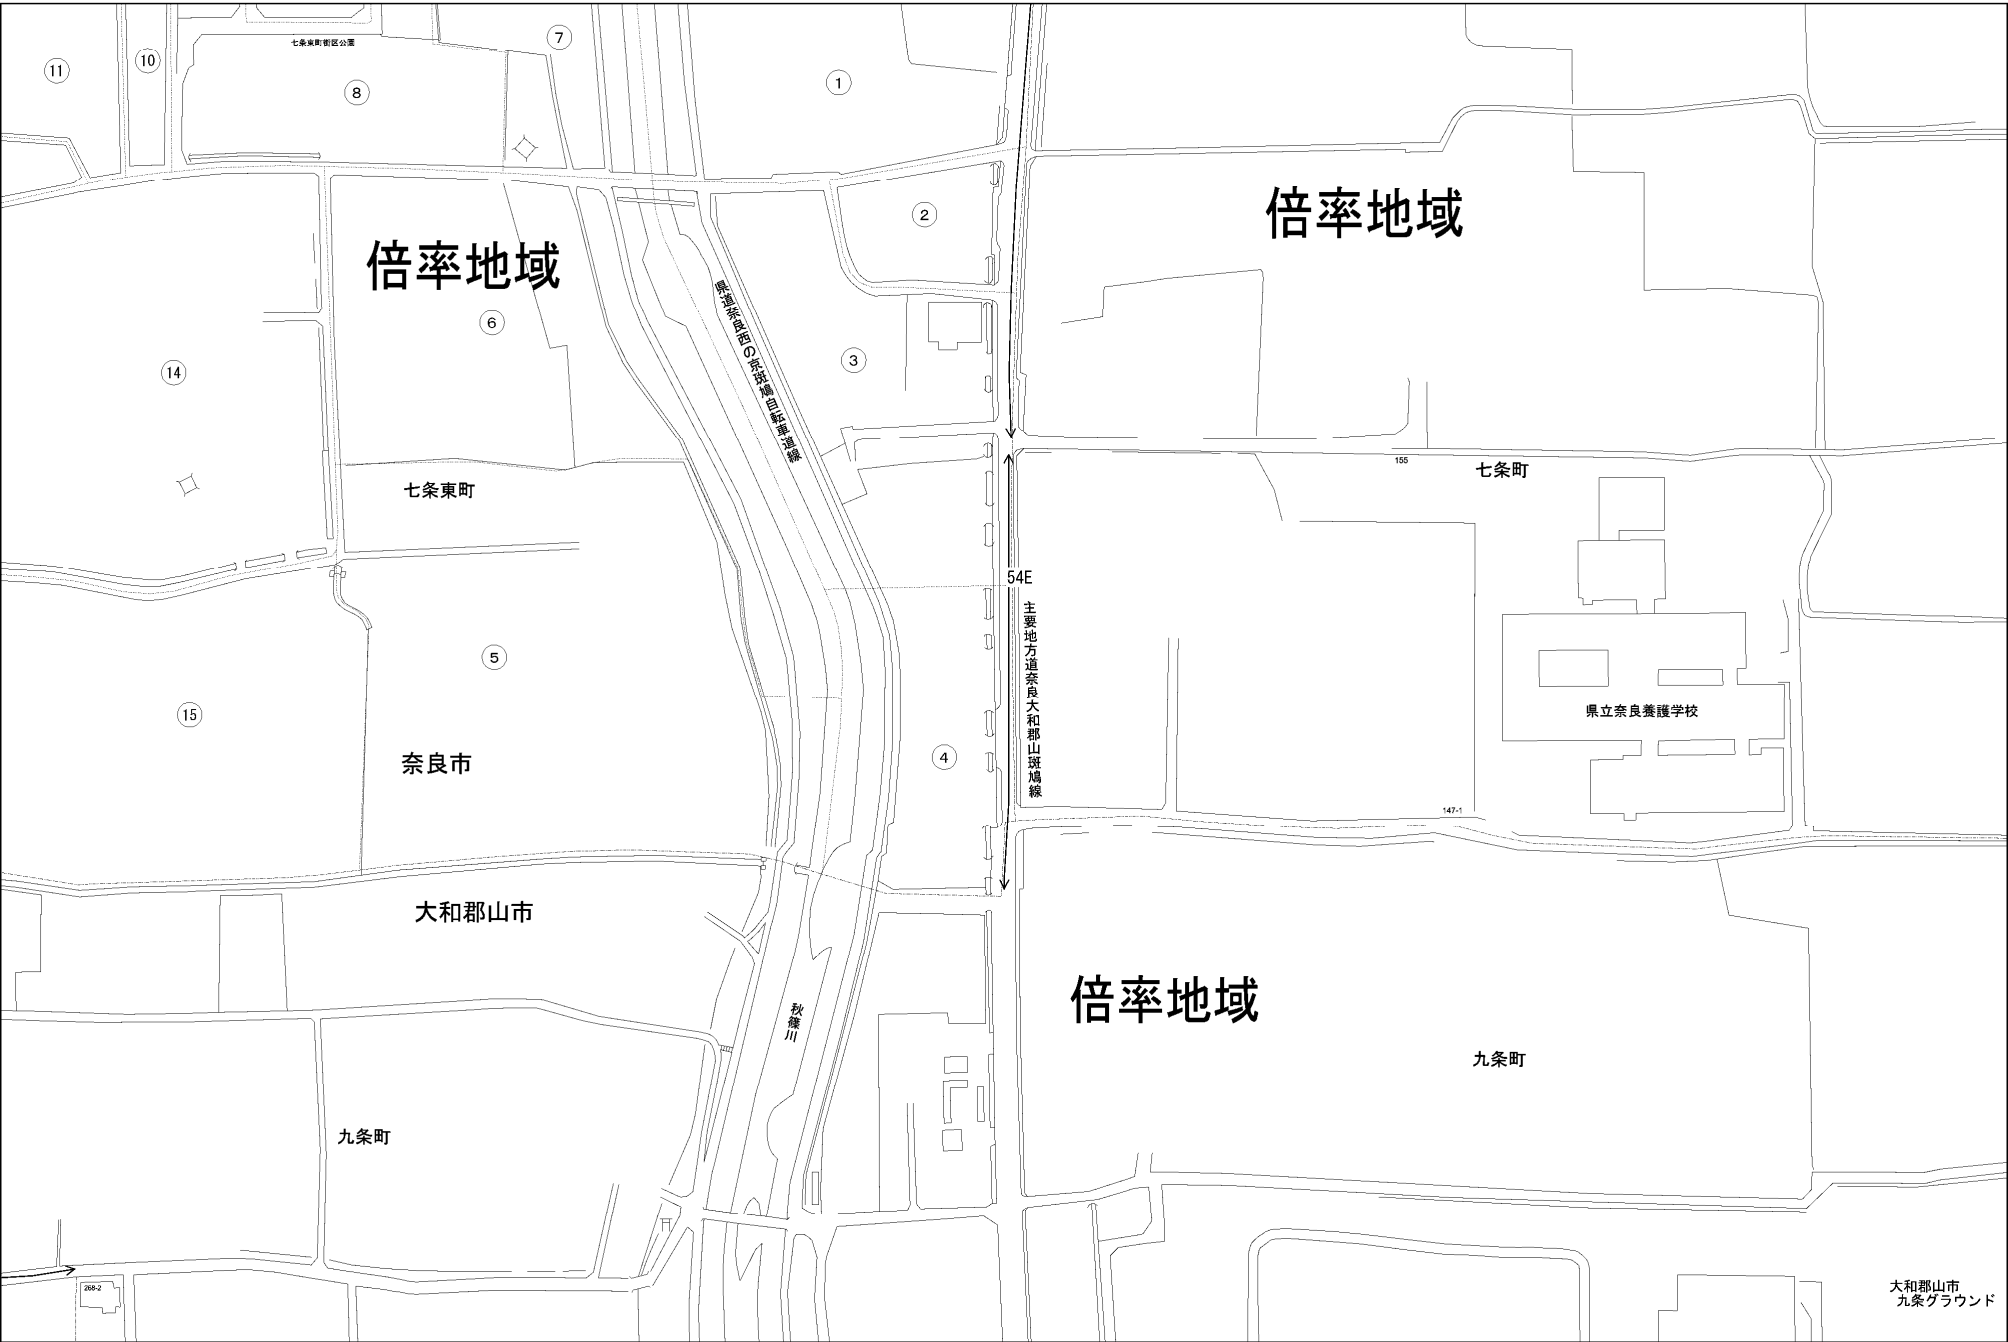 七条東町街区公園
⑦
⑪
⑩
⑧
①
倍率地域
②
倍率地域
⑥
県道奈良西の京斑鳩自転車道線
③
⑭
155
七条町
七条東町
54E
主要地方道奈良大和郡山斑鳩線
⑤
⑮
県立奈良養護学校
④
奈良市
147-1
大和郡山市
倍率地域
秋篠川
九条町
九条町
268-2
大和郡山市
九条グラウンド